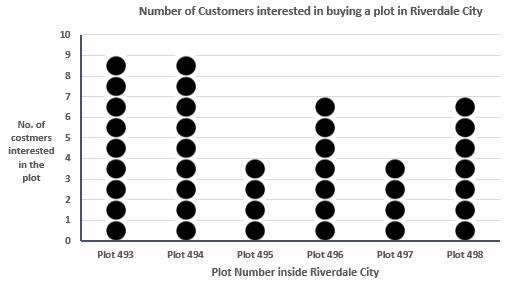 Number of Customers interested in buying a plot in Riverdale City
10
9
8
7
6
5
4
3
2
1
0
No. of
costmers
interested
in the
plot
Plot 493 Plot 494 Plot 495 Plot 496 Plot 497 Plot 498
Plot Number inside Riverdale City